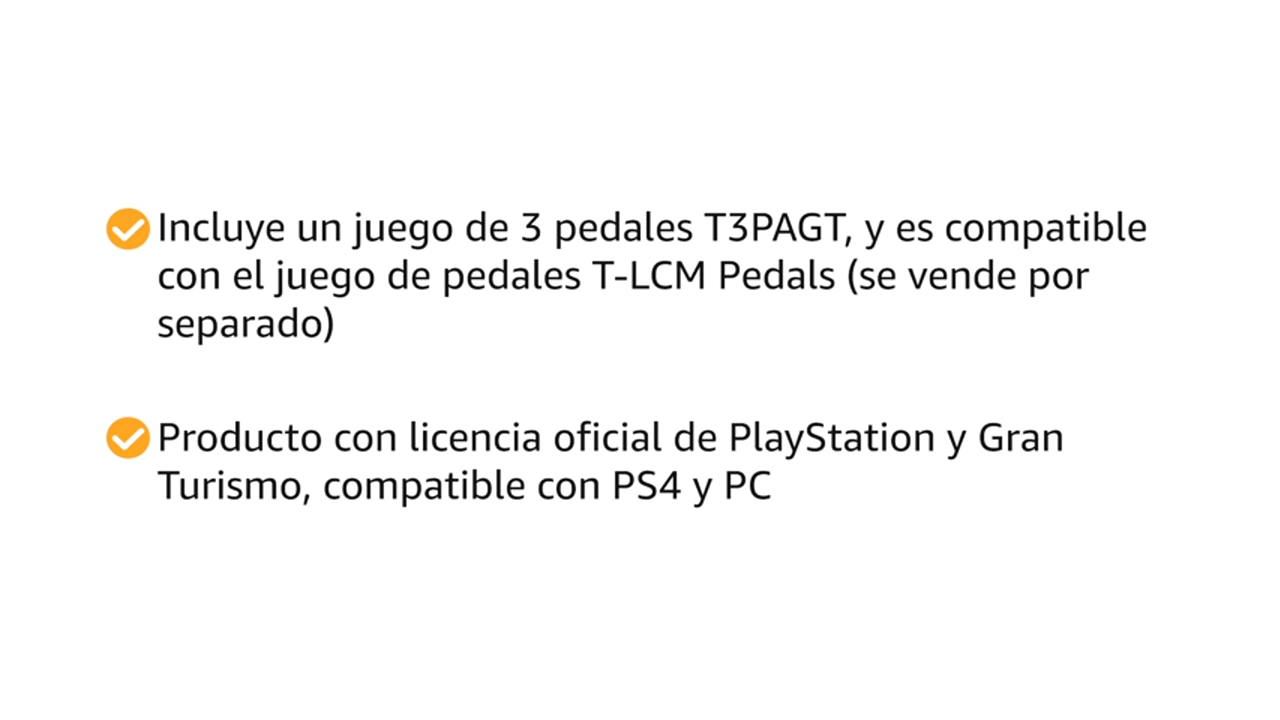 Incluye un juego de 3 pedales T3PAGT, y es compatible
con el juego de pedales T-LCM Pedals (se vende por
separado)
Producto con licencia oficial de PlayStation y Gran
Turismo, compatible con PS4 y PC